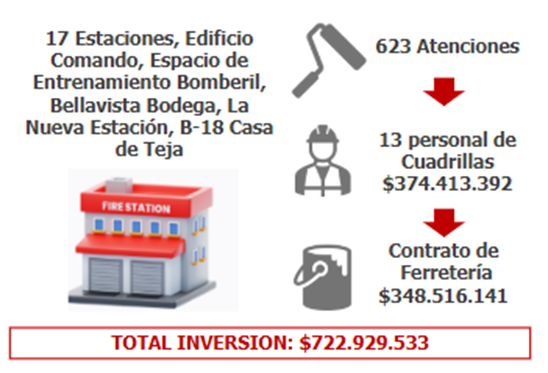 17 Estaciones, Edificio
Comando, Espacio de
Entrenamiento Bomberil,
Bellavista Bodega, La
Nueva Estación, B-18 Casa
de Teja
FIRE STATION
623 Atenciones
13 personal de
Cuadrillas
$374.413.392
Contrato de
Ferretería
$348.516.141
TOTAL INVERSION: $722.929.533